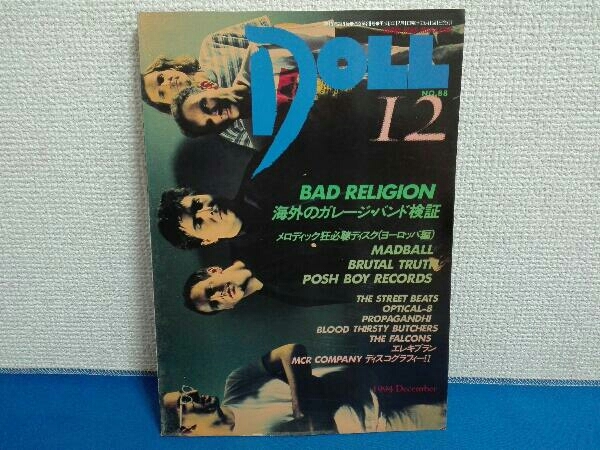 DOLL
NO.88
12
BAD RELIGION
海外のガレージ・バンド検証
メロディック狂必聴ディスク(ヨーロッパ編)
MADBALL
BRUTAL TRUTH
POSH BOY RECORDS
THE STREET BEATS
OPTICAL-8
PROPAGANDHI
BLOOD THIRSTY BUTCHERS
THE FALCONS
エレキブラン
MCR COMPANY ディスコグラフィーII
1994 December